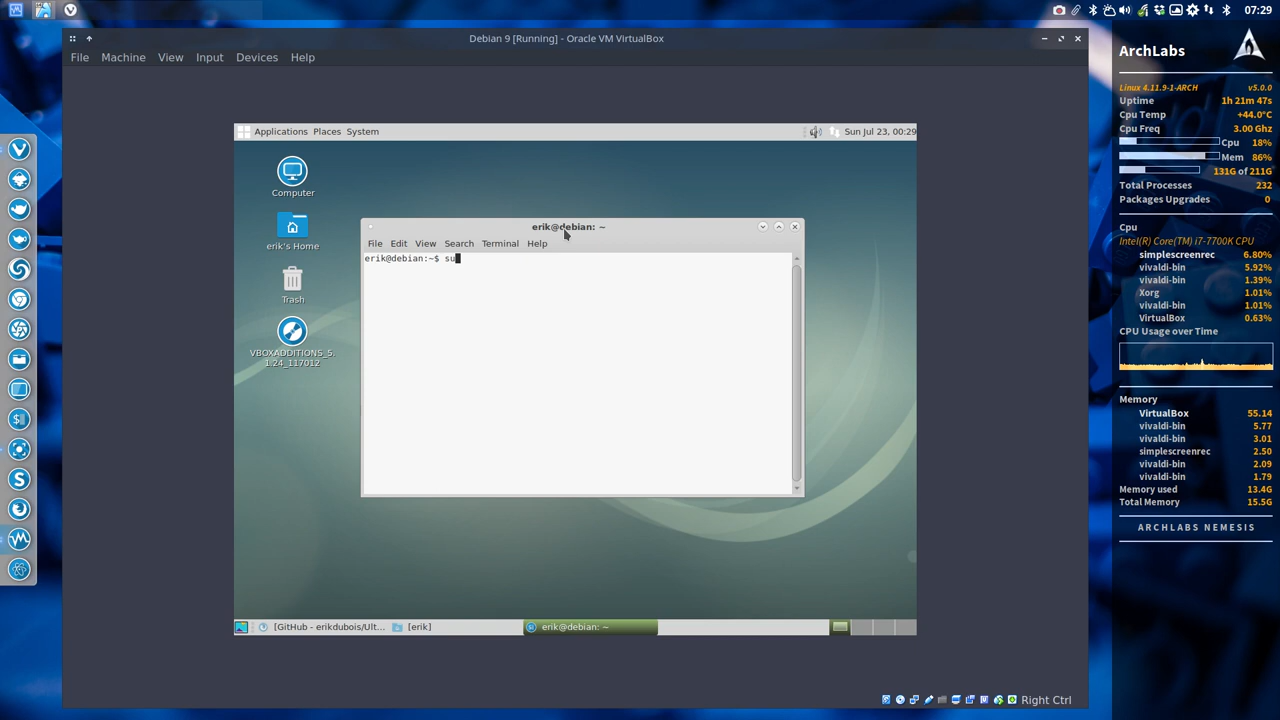 07:29
Debian 9 [Running] - Oracle VM VirtualBox
File Machine View Input Devices Help
Applications Places System
Sun Jul 23, 00:29
Computer
erik's Home
Trash
VBOXADDITIONS_5.
1.24_117012
erik@debian: ~
File Edit View Search Terminal Help
erik@debian:~$ su
[GitHub - erikdubois/Ult...
[erik]
erik@debian: ~
Right Ctrl
ArchLabs
Linux 4.11.9-1-ARCH v5.0.0
Uptime 1h 21m 47s
Cpu Temp +44.0°C
Cpu Freq 3.00 Ghz
Cpu 18%
Mem 86%
131G of 211G
Total Processes 232
Packages Upgrades 0
Cpu
Intel(R) Core(TM) i7-7700K CPU
simplescreenrec 6.80%
vivaldi-bin 5.92%
vivaldi-bin 1.39%
Xorg 1.01%
vivaldi-bin 1.01%
VirtualBox 0.63%
CPU Usage over Time
Memory
VirtualBox 55.14
vivaldi-bin 5.77
vivaldi-bin 3.01
simplescreenrec 2.50
vivaldi-bin 2.09
vivaldi-bin 1.79
Memory used 13.4G
Total Memory 15.5G
ARCHLABS NEMESIS